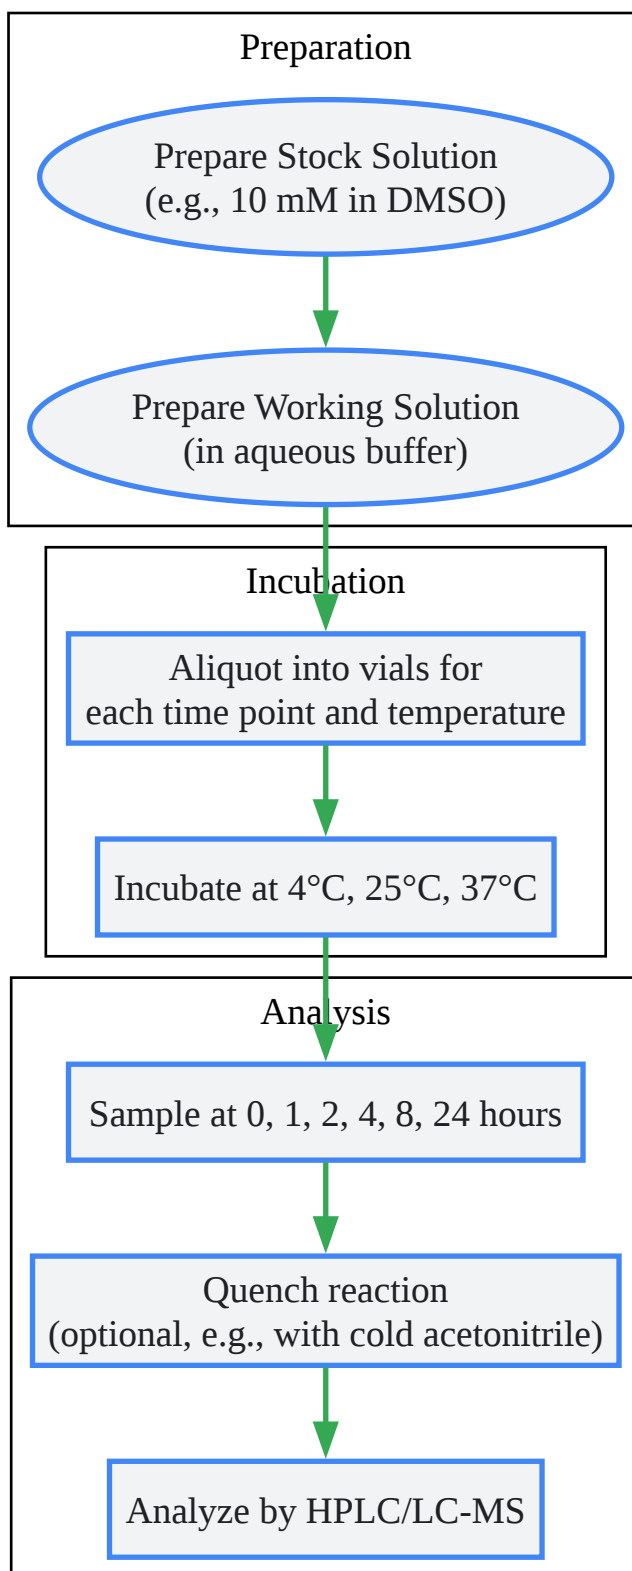 Preparation
Prepare Stock Solution
(e.g., 10 mM in DMSO)
Prepare Working Solution
(in aqueous buffer)
Incubation
Aliquot into vials for
each time point and temperature
Incubate at 4°C, 25°C, 37°C
Analysis
Sample at 0, 1, 2, 4, 8, 24 hours
Quench reaction
(optional, e.g., with cold acetonitrile)
Analyze by HPLC/LC-MS